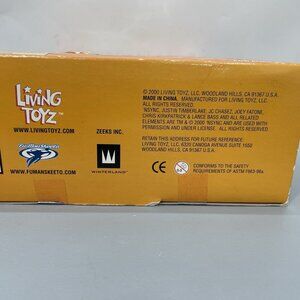 LiViNG
TOYZ
WWW.LIVINGTOYZ.COM
ZEEKS INC.
WWW.FUMANSKEETO.COM
WINTERLAND
© 2000 LIVING TOYZ, LLC. WOODLAND HILLS, CA 91367 U.S.A.
MADE IN CHINA. MANUFACTURED FOR LIVING TOYZ, LLC.
ALL RIGHTS RESERVED.
*NSYNC, JUSTIN TIMBERLAKE, JC CHASEZ, JOEY FATONE,
CHRIS KIRKPATRICK & LANCE BASS AND ALL RELATED
ELEMENTS ARE TM & © 2000 *NSYNC AND ARE USED WITH
PERMISSION AND UNDER LICENSE. ALL RIGHTS RESERVED.
RETAIN THIS ADDRESS FOR FUTURE REFERENCE:
LIVING TOYZ, LLC. 6320 CANOGA AVENUE SUITE 1650
WOODLAND HILLS, CA 91367 U.S.A.
CE
CONFORMS TO THE SAFETY
REQUIREMENTS OF ASTM F963-96a